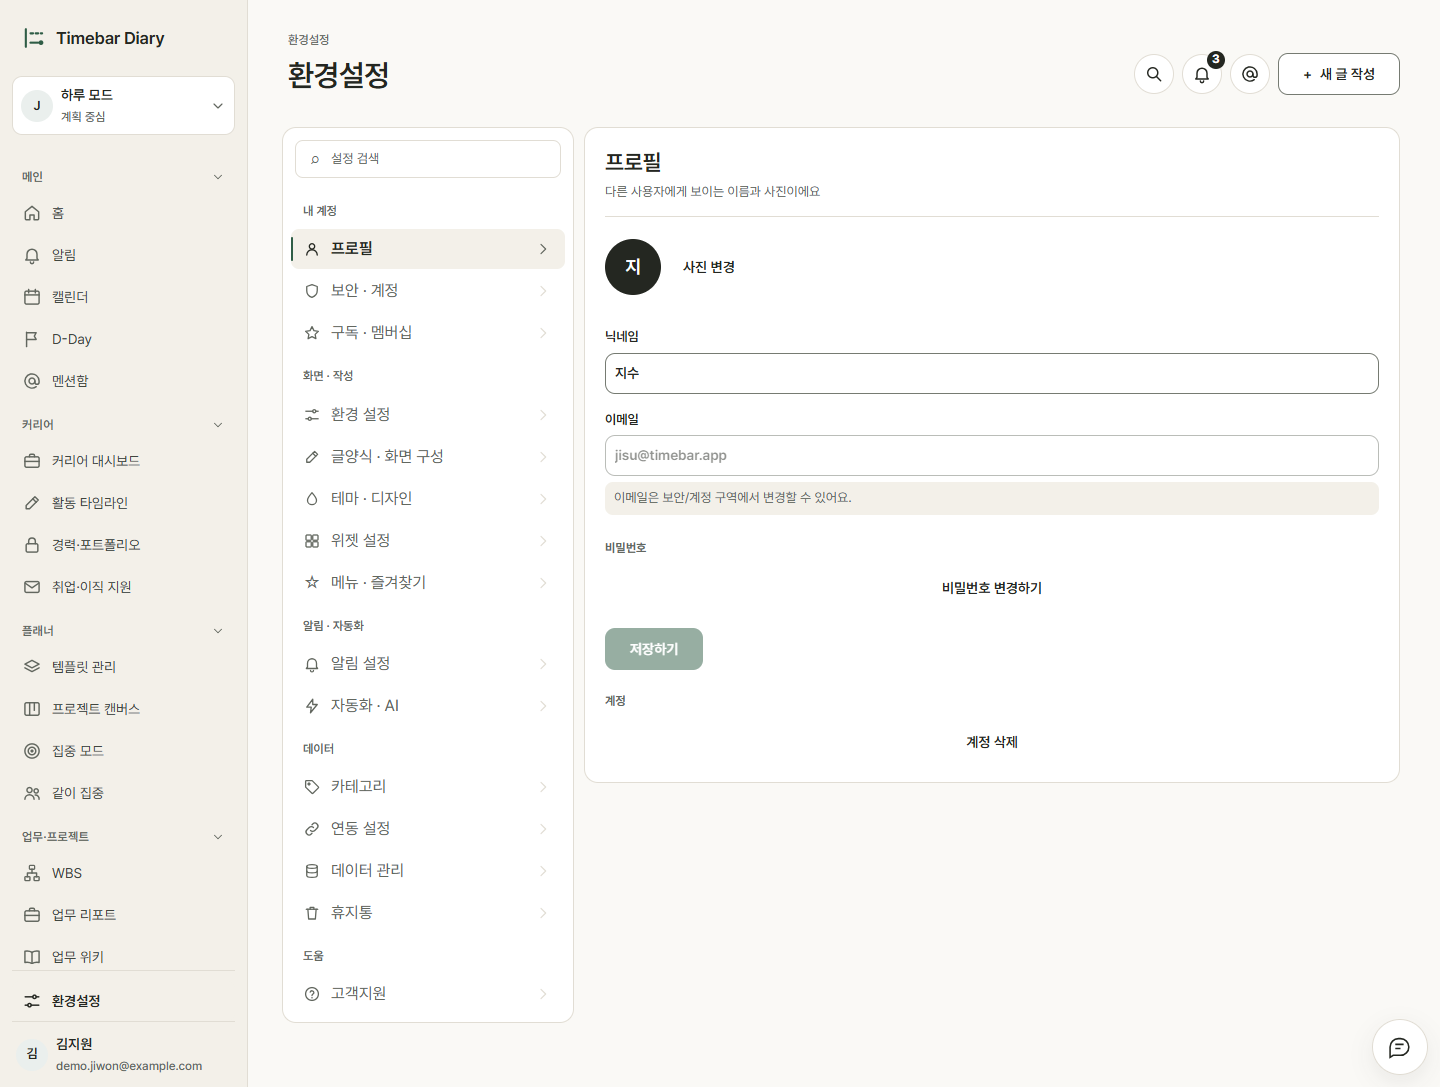 Timebar Diary
J
하루 모드
계획 중심
메인
홈
알림
캘린더
D-Day
멘션함
커리어
커리어 대시보드
활동 타임라인
경력·포트폴리오
취업·이직 지원
플래너
템플릿 관리
프로젝트 캔버스
집중 모드
같이 집중
업무·프로젝트
WBS
업무 리포트
업무 위키
환경설정
김
김지원
demo.jiwon@example.com
환경설정
환경설정
3
+ 새 글 작성
설정 검색
내 계정
프로필
보안 · 계정
구독 · 멤버십
화면 · 작성
환경 설정
글양식 · 화면 구성
테마 · 디자인
위젯 설정
메뉴 · 즐겨찾기
알림 · 자동화
알림 설정
자동화 · AI
데이터
카테고리
연동 설정
데이터 관리
휴지통
도움
고객지원
프로필
다른 사용자에게 보이는 이름과 사진이에요
지
사진 변경
닉네임
지수
이메일
jisu@timebar.app
이메일은 보안/계정 구역에서 변경할 수 있어요.
비밀번호
비밀번호 변경하기
저장하기
계정
계정 삭제